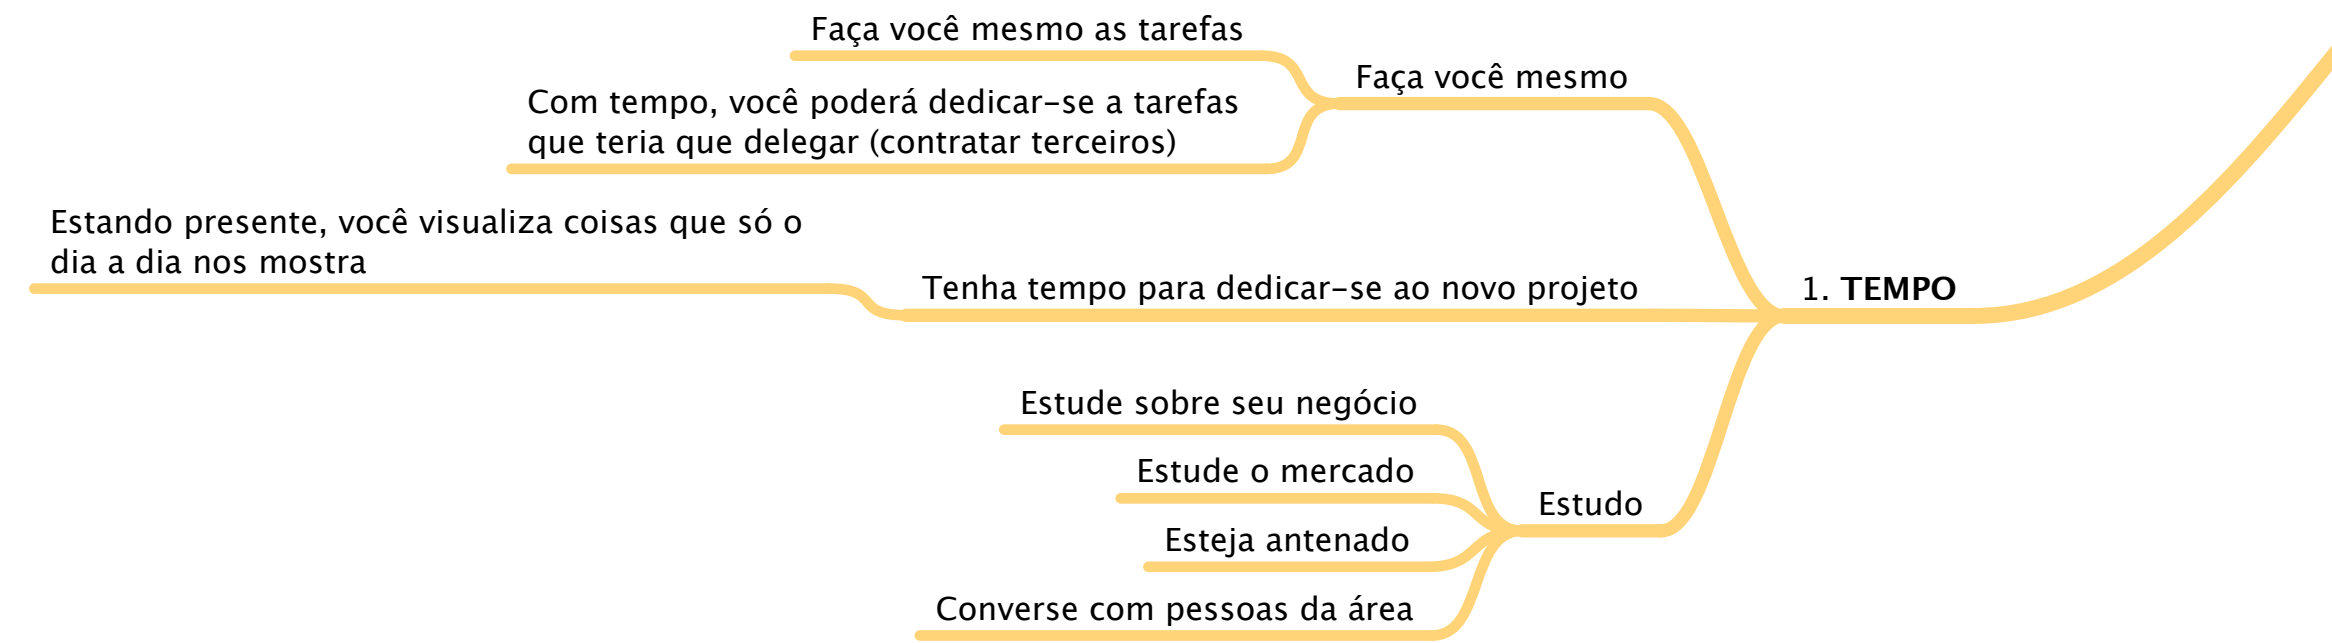 Faça você mesmo as tarefas
Faça você mesmo
Com tempo, você poderá dedicar-se a tarefas
que teria que delegar (contratar terceiros)
Estando presente, você visualiza coisas que só o
dia a dia nos mostra
Tenha tempo para dedicar-se ao novo projeto
1. TEMPO
Estude sobre seu negócio
Estude o mercado
Estudo
Esteja antenado
Converse com pessoas da área